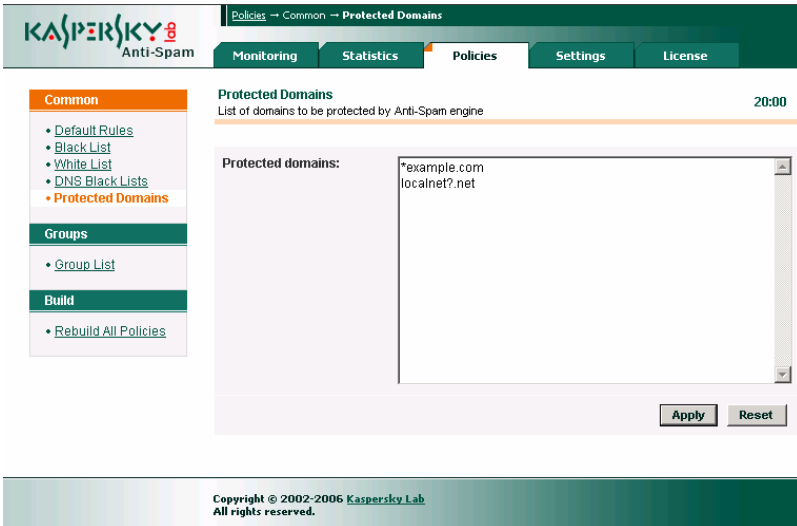 Policies → Common → Protected Domains
KASPERSKY lab
Anti-Spam
Monitoring Statistics Policies Settings License
Common
• Default Rules
• Black List
• White List
• DNS Black Lists
• Protected Domains
Groups
• Group List
Build
• Rebuild All Policies
Protected Domains
List of domains to be protected by Anti-Spam engine
20:00
Protected domains:
*example.com
localnet?.net
Apply Reset
Copyright © 2002-2006 Kaspersky Lab
All rights reserved.